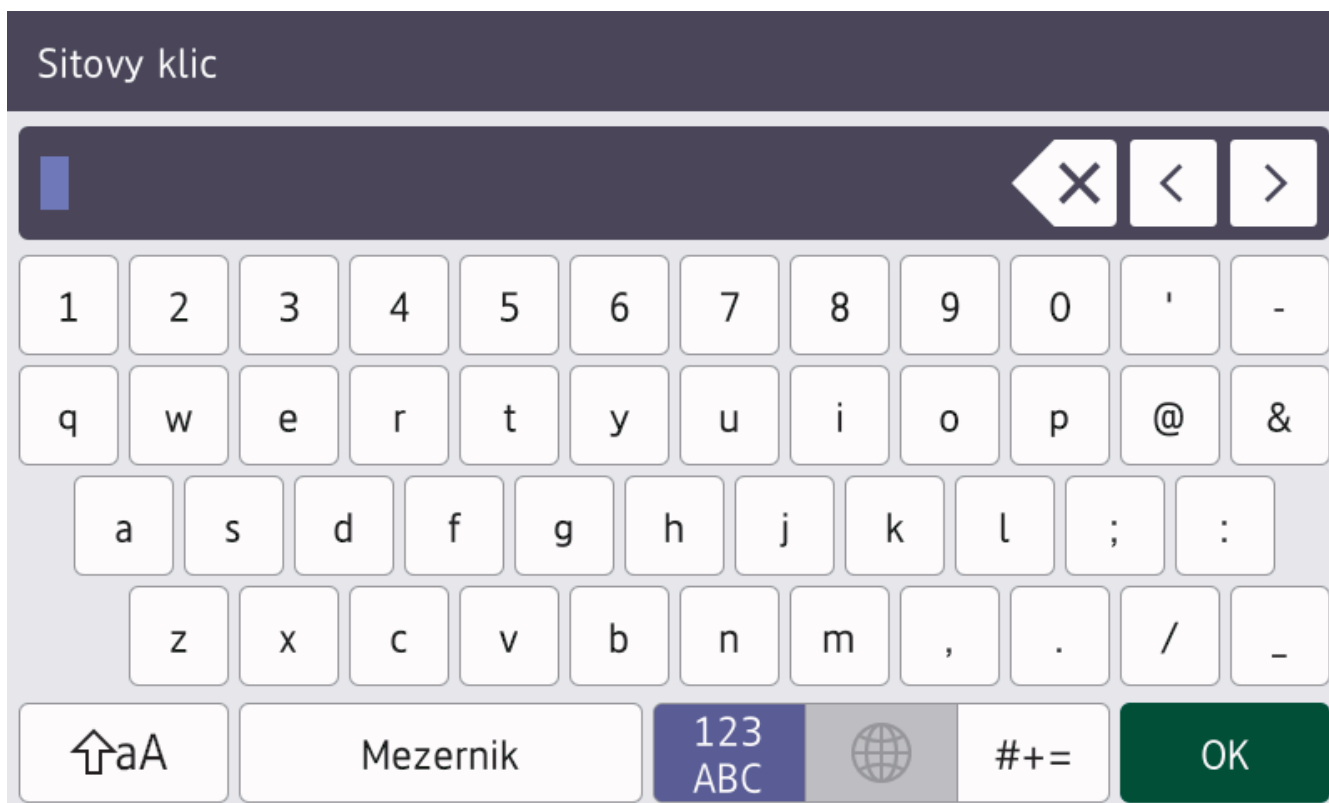 Sitovy klic
1 2 3 4 5 6 7 8 9 0 ' -
q w e r t y u i o p @ &
a s d f g h j k l ; :
z x c v b n m , . / _
aA Mezernik 123 ABC #+= OK